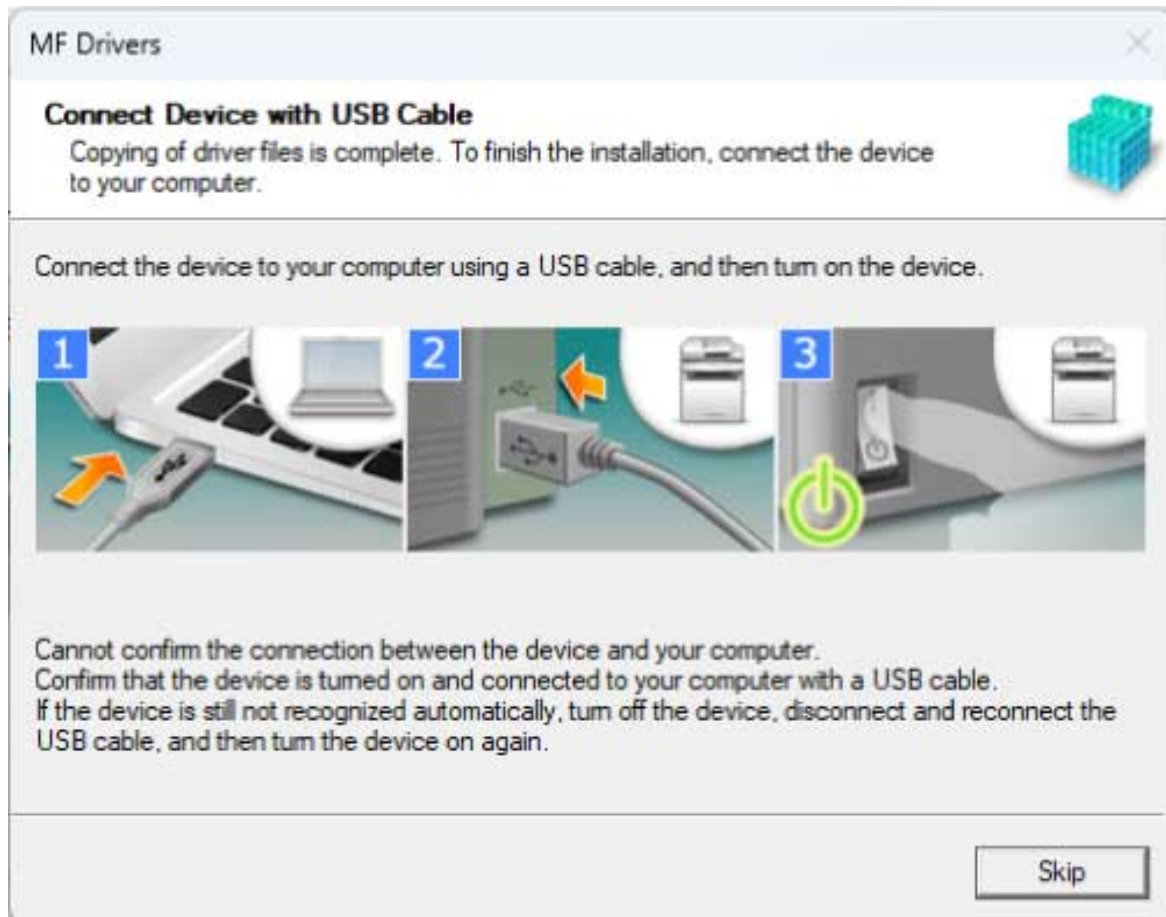 MF Drivers
Connect Device with USB Cable
Copying of driver files is complete. To finish the installation, connect the device
to your computer.
Connect the device to your computer using a USB cable, and then turn on the device.
1
2
3
Cannot confirm the connection between the device and your computer.
Confirm that the device is turned on and connected to your computer with a USB cable.
If the device is still not recognized automatically, turn off the device, disconnect and reconnect the
USB cable, and then turn the device on again.
Skip